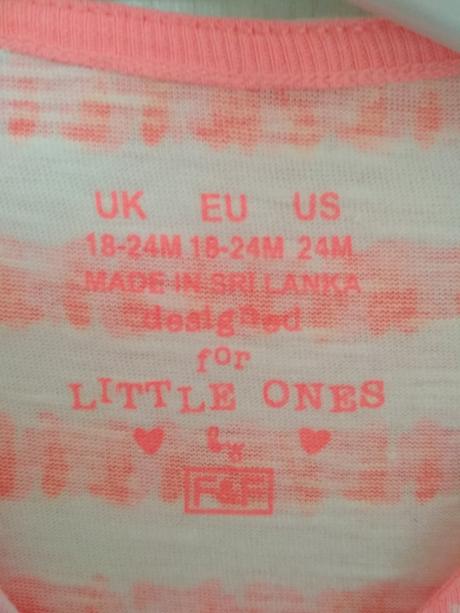 UK EU US
18-24M 18-24M 24M
MADE IN SRI LANKA
designed
for
LITTLE ONES
by
F&F